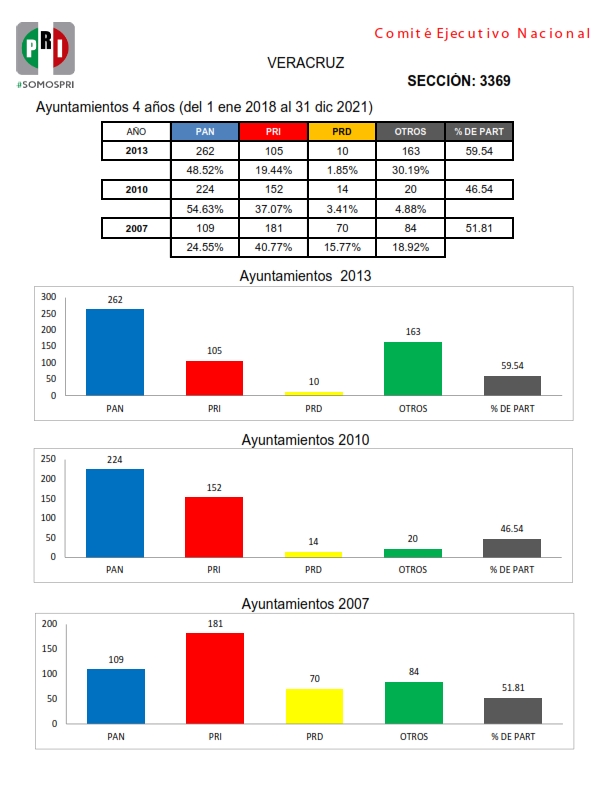 Comité Ejecutivo Nacional
PRI
#SOMOSPRI
VERACRUZ
SECCIÓN: 3369
Ayuntamientos 4 años (del 1 ene 2018 al 31 dic 2021)
AÑO PAN PRI PRD OTROS % DE PART
2013 262 105 10 163 59.54
48.52% 19.44% 1.85% 30.19%
2010 224 152 14 20 46.54
54.63% 37.07% 3.41% 4.88%
2007 109 181 70 84 51.81
24.55% 40.77% 15.77% 18.92%
Ayuntamientos 2013
300
250
200
150
100
50
0
262
105
10
163
59.54
PAN PRI PRD OTROS % DE PART
Ayuntamientos 2010
250
200
150
100
50
0
224
152
14
20
46.54
PAN PRI PRD OTROS % DE PART
Ayuntamientos 2007
200
150
100
50
0
109
181
70
84
51.81
PAN PRI PRD OTROS % DE PART